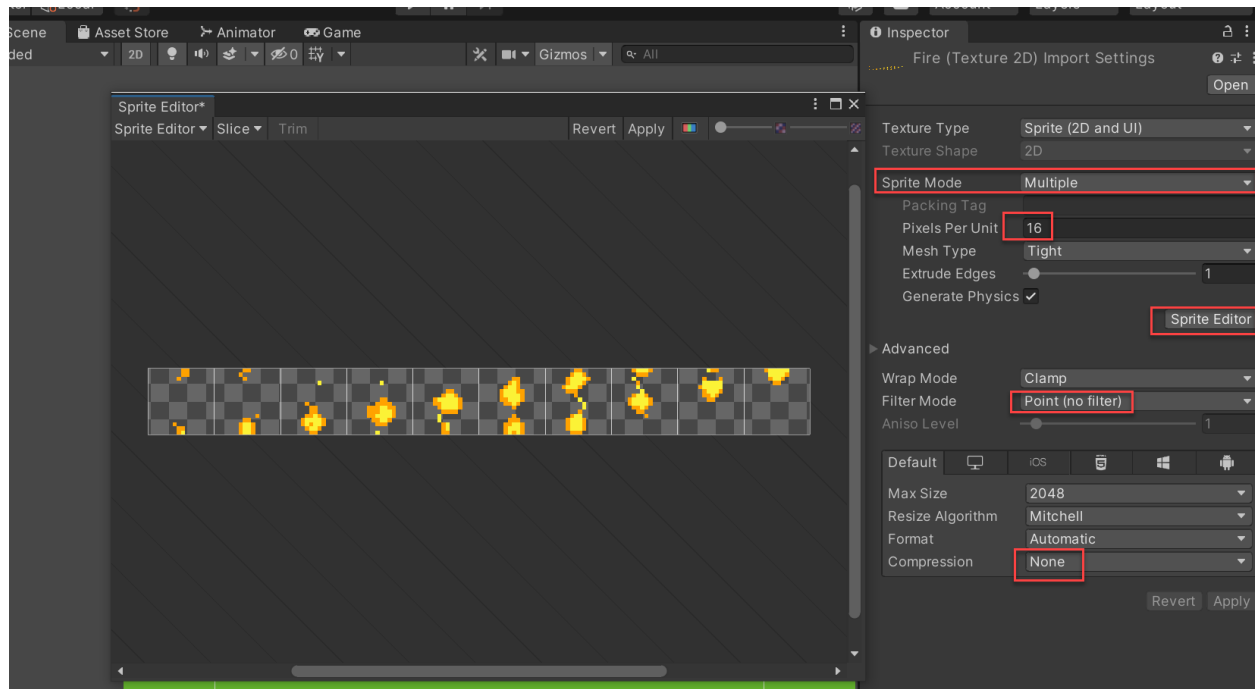 Scene Asset Store Animator Game
ded 2D 0 Gizmos All
Sprite Editor*
Sprite Editor Slice Trim Revert Apply
Inspector
Fire (Texture 2D) Import Settings
Open
Texture Type Sprite (2D and UI)
Texture Shape 2D
Sprite Mode Multiple
Packing Tag
Pixels Per Unit 16
Mesh Type Tight
Extrude Edges 1
Generate Physics
Sprite Editor
Advanced
Wrap Mode Clamp
Filter Mode Point (no filter)
Aniso Level 1
Default iOS
Max Size 2048
Resize Algorithm Mitchell
Format Automatic
Compression None
Revert Apply